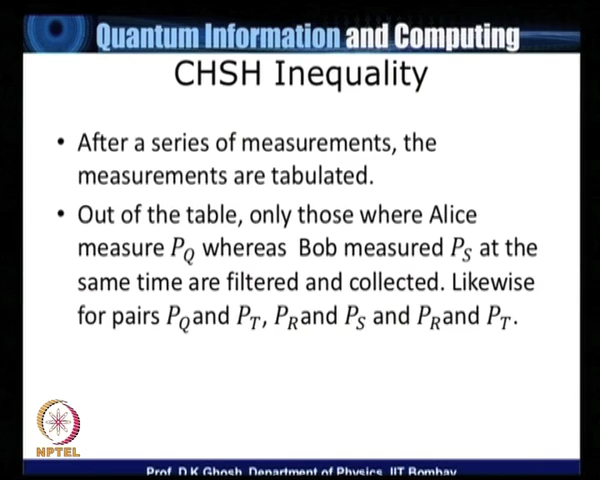 Quantum Information and Computing
CHSH Inequality
• After a series of measurements, the
measurements are tabulated.
• Out of the table, only those where Alice
measure P_Q whereas Bob measured P_S at the
same time are filtered and collected. Likewise
for pairs P_Q and P_T, P_R and P_S and P_R and P_T.
NPTEL
Prof. D K Ghosh, Department of Physics, IIT Bombay